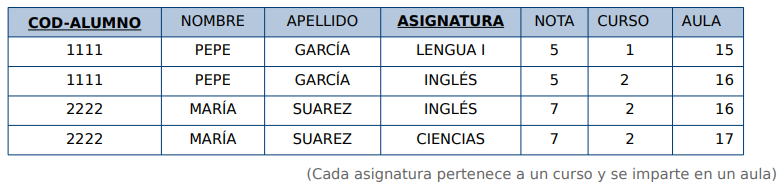 COD-ALUMNO NOMBRE APELLIDO ASIGNATURA NOTA CURSO AULA
1111 PEPE GARCÍA LENGUA I 5 1 15
1111 PEPE GARCÍA INGLÉS 5 2 16
2222 MARÍA SUAREZ INGLÉS 7 2 16
2222 MARÍA SUAREZ CIENCIAS 7 2 17
(Cada asignatura pertenece a un curso y se imparte en un aula)